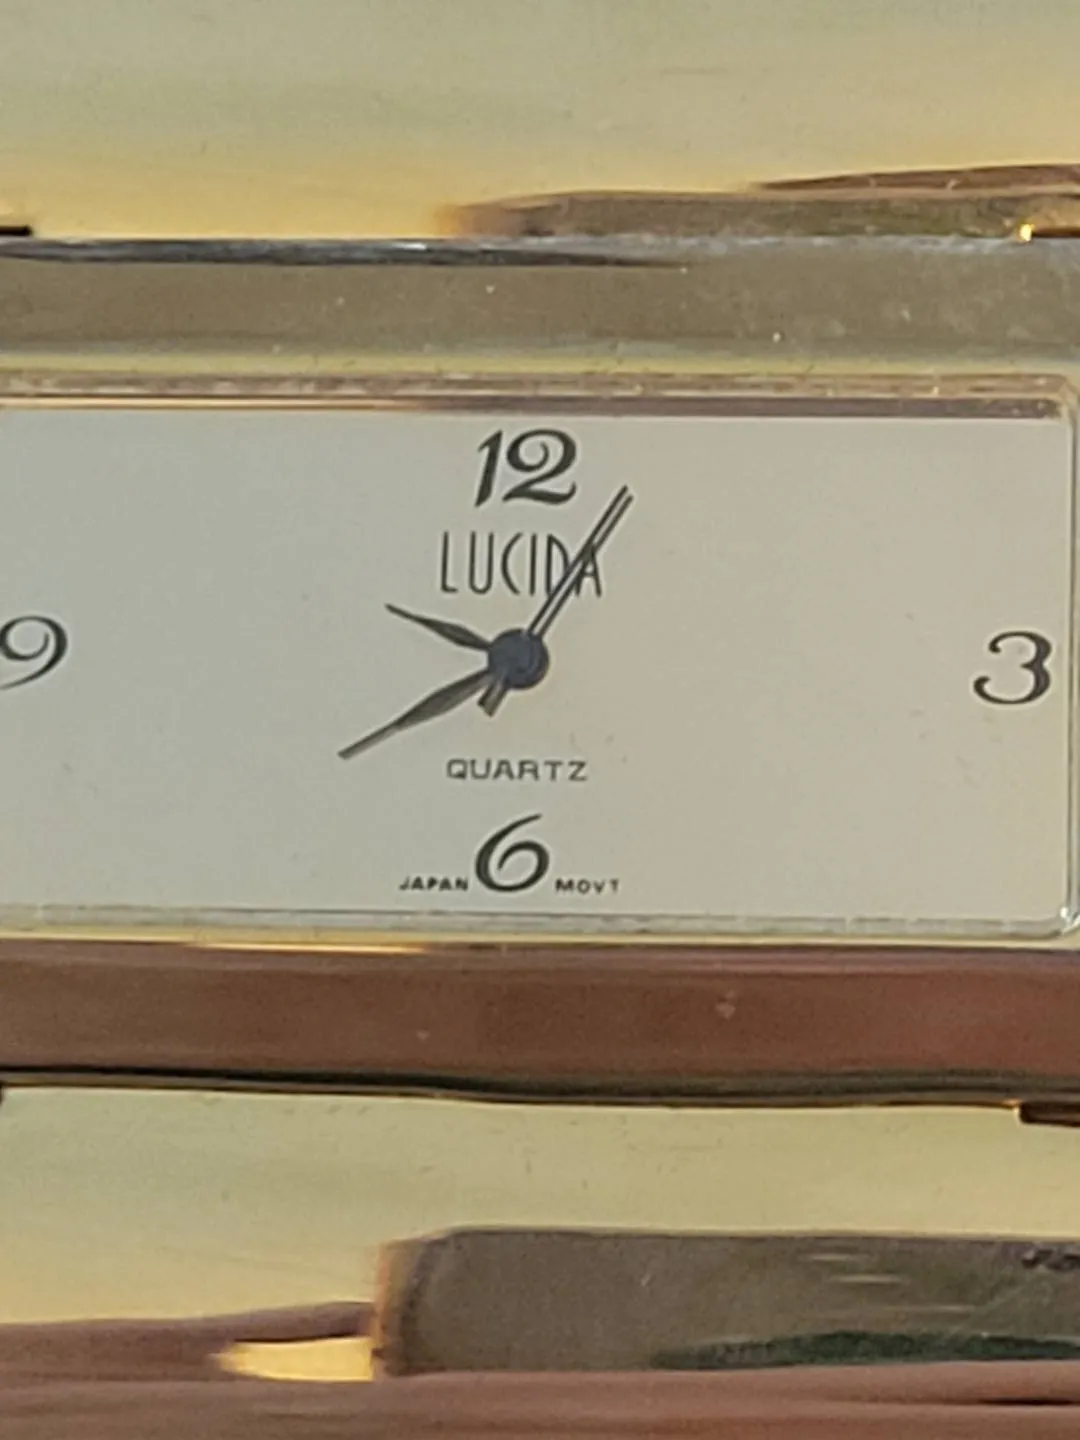 12
LUCIDA
9
3
QUARTZ
JAPAN 6 MOVT